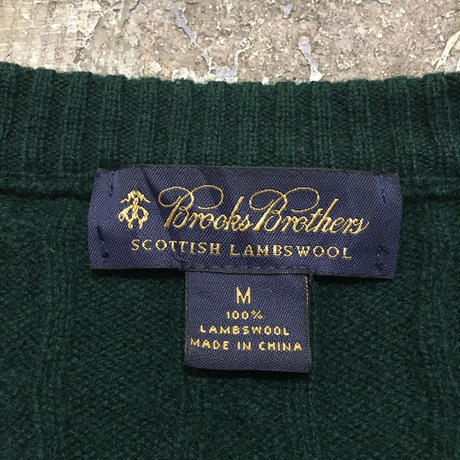 Brooks Brothers
SCOTTISH LAMBSWOOL
M
100%
LAMBSWOOL
MADE IN CHINA